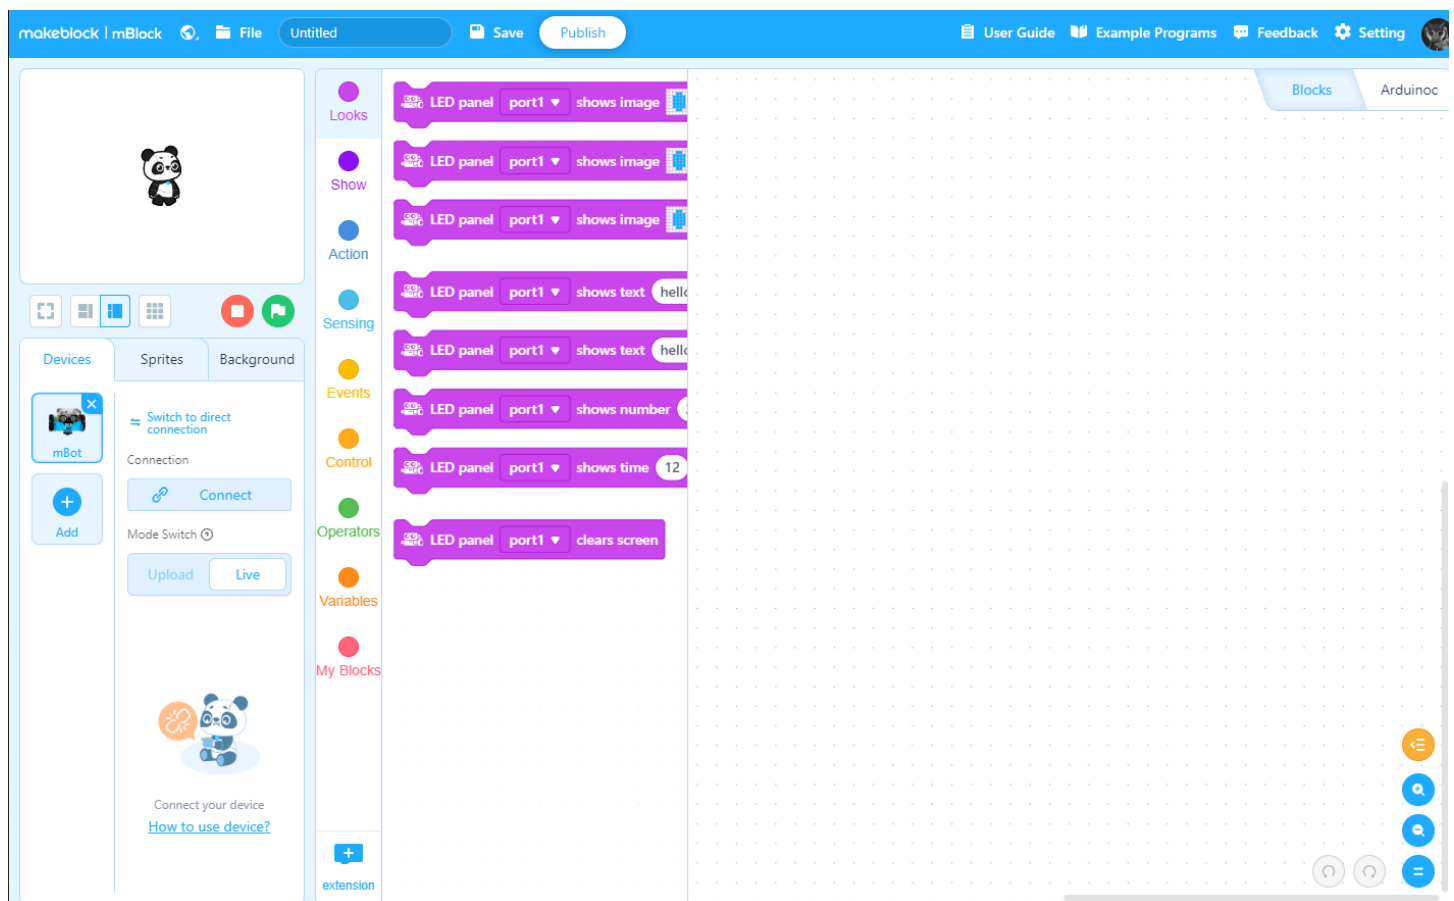 makeblock | mBlock File Untitled Save Publish User Guide Example Programs Feedback Setting
Blocks Arduinoc
Looks
Show
Action
Sensing
Events
Control
Operators
Variables
My Blocks
extension
LED panel port1 shows image
LED panel port1 shows image
LED panel port1 shows image
LED panel port1 shows text hello
LED panel port1 shows text hello
LED panel port1 shows number
LED panel port1 shows time 12
LED panel port1 clears screen
Devices Sprites Background
mBot
Add
Switch to direct
connection
Connection
Connect
Mode Switch
Upload Live
Connect your device
How to use device?